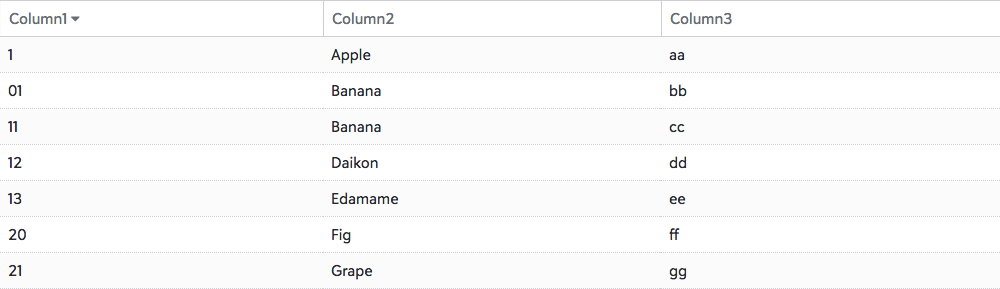 Column1 Column2 Column3
1 Apple aa
01 Banana bb
11 Banana cc
12 Daikon dd
13 Edamame ee
20 Fig ff
21 Grape gg